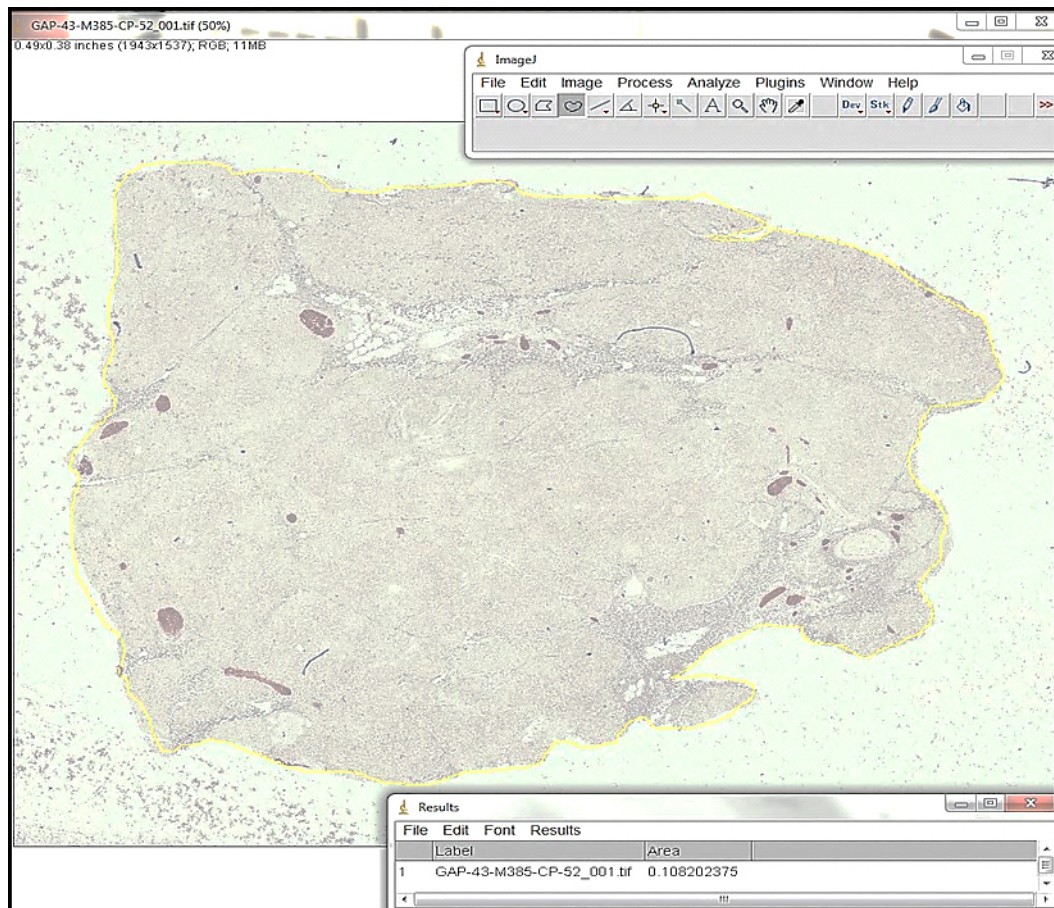 GAP-43-M385-CP-52_001.tif (50%)
0.49x0.38 inches (1943x1537); RGB; 11MB
ImageJ
File Edit Image Process Analyze Plugins Window Help
A Dev Stk >>
Results
File Edit Font Results
Label Area
1 GAP-43-M385-CP-52_001.tif 0.108202375